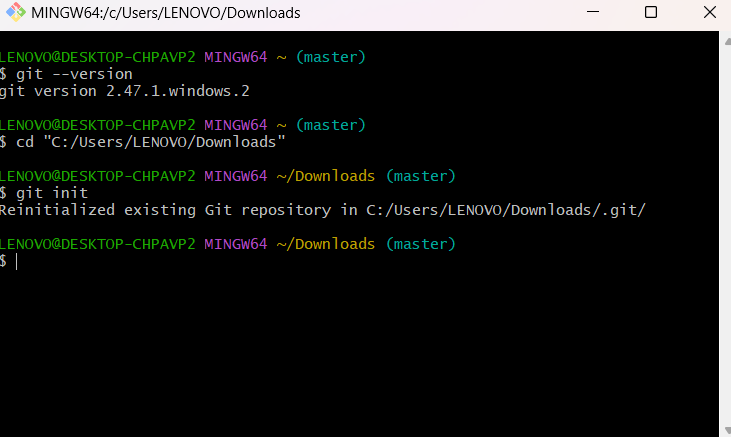 MINGW64:/c/Users/LENOVO/Downloads
LENOVO@DESKTOP-CHPAVP2 MINGW64 ~ (master)
$ git --version
git version 2.47.1.windows.2
LENOVO@DESKTOP-CHPAVP2 MINGW64 ~ (master)
$ cd "C:/Users/LENOVO/Downloads"
LENOVO@DESKTOP-CHPAVP2 MINGW64 ~/Downloads (master)
$ git init
Reinitialized existing Git repository in C:/Users/LENOVO/Downloads/.git/
LENOVO@DESKTOP-CHPAVP2 MINGW64 ~/Downloads (master)
$